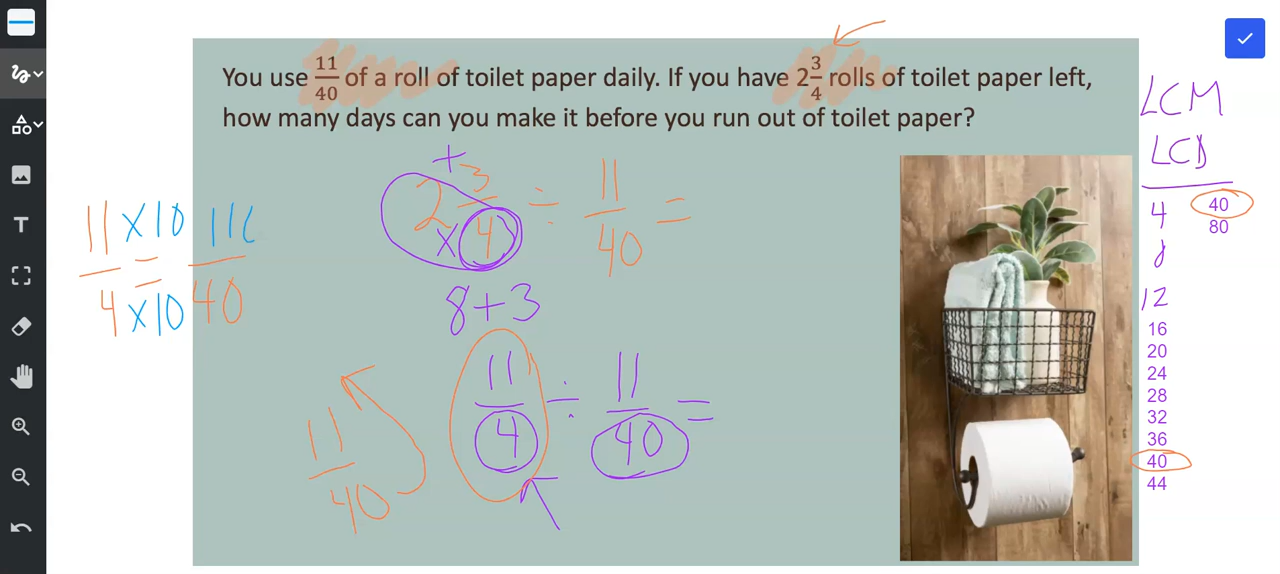 You use 11/40 of a roll of toilet paper daily. If you have 2 3/4 rolls of toilet paper left,
how many days can you make it before you run out of toilet paper?
LCM
LCD
4 40
8 80
12
16
20
24
28
32
36
40
44
+
2 3/4 ÷ 11/40 =
×
8+3
11/4 ÷ 11/40 =
11/40
11 × 10 110
= 
4 × 10 40
T